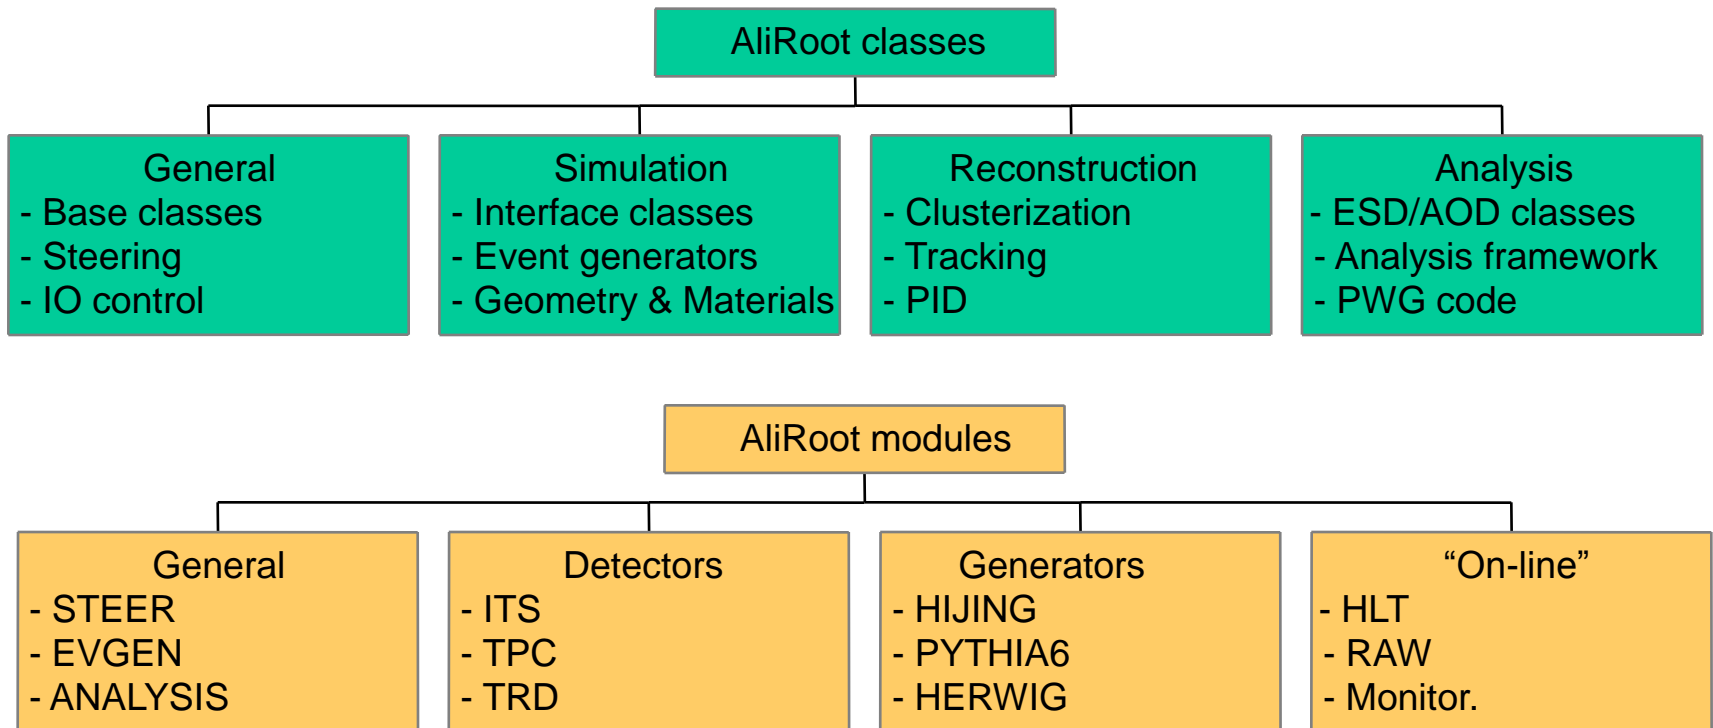 AliRoot classes
General
- Base classes
- Steering
- IO control
Simulation
- Interface classes
- Event generators
- Geometry & Materials
Reconstruction
- Clusterization
- Tracking
- PID
Analysis
- ESD/AOD classes
- Analysis framework
- PWG code
AliRoot modules
General
- STEER
- EVGEN
- ANALYSIS
Detectors
- ITS
- TPC
- TRD
Generators
- HIJING
- PYTHIA6
- HERWIG
“On-line”
- HLT
- RAW
- Monitor.